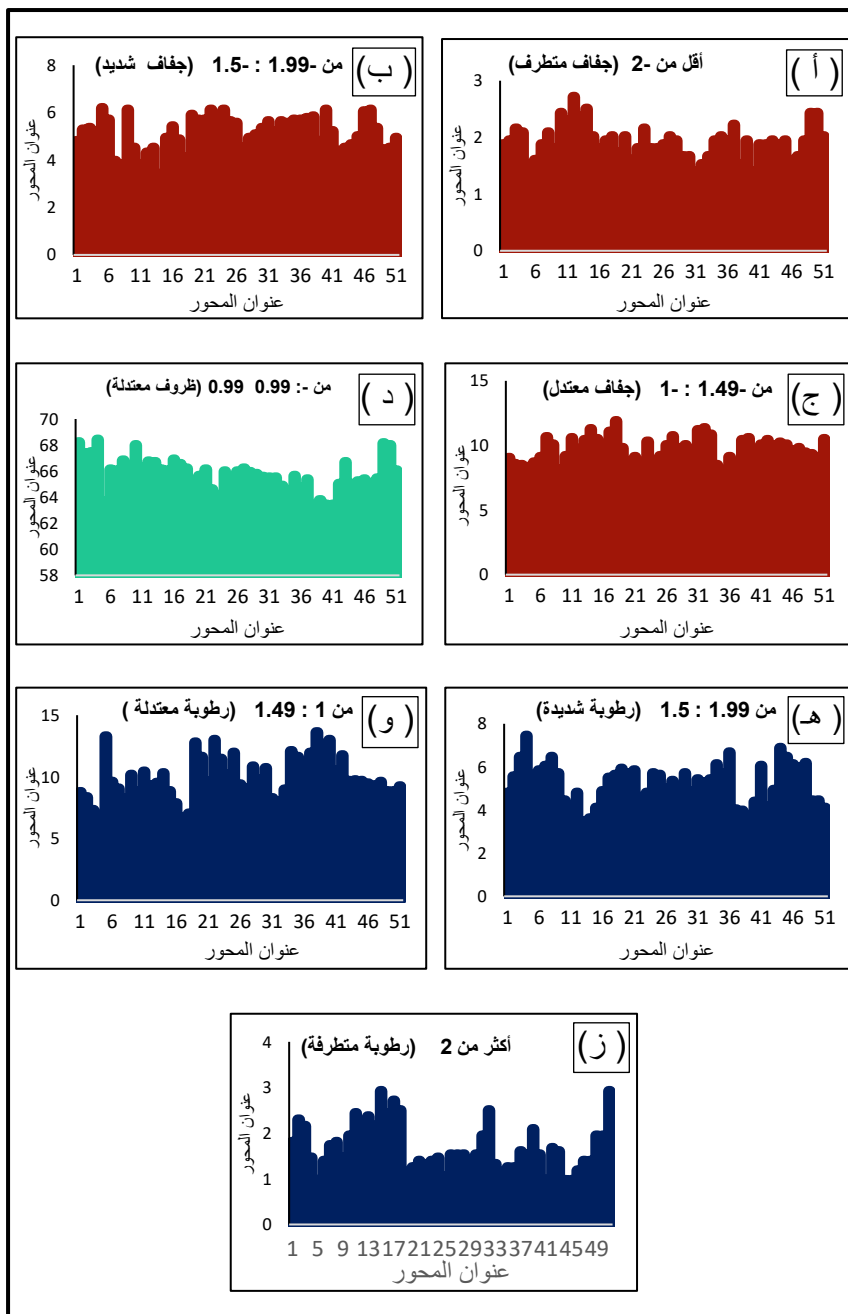 ( أ )
أقل من -2 (جفاف متطرف)
عنوان المحور
3
2
1
0
1 6 11 16 21 26 31 36 41 46 51
عنوان المحور
(ب)
من -1.99 : -1.5 (جفاف شديد)
عنوان المحور
8
6
4
2
0
1 6 11 16 21 26 31 36 41 46 51
عنوان المحور
(ج)
من -1.49 : -1 (جفاف معتدل)
عنوان المحور
15
10
5
0
1 6 11 16 21 26 31 36 41 46 51
عنوان المحور
( د )
من -: 0.99 0.99 (ظروف معتدلة)
عنوان المحور
70
68
66
64
62
60
58
1 6 11 16 21 26 31 36 41 46 51
عنوان المحور
(هـ)
من 1.99 : 1.5 (رطوبة شديدة)
عنوان المحور
8
6
4
2
0
1 6 11 16 21 26 31 36 41 46 51
عنوان المحور
(و)
من 1 : 1.49 (رطوبة معتدلة )
عنوان المحور
15
10
5
0
1 6 11 16 21 26 31 36 41 46 51
عنوان المحور
( ز)
أكثر من 2 (رطوبة متطرفة)
عنوان المحور
4
3
2
1
0
1 5 9 13 17 21 25 29 33 37 41 45 49
عنوان المحور